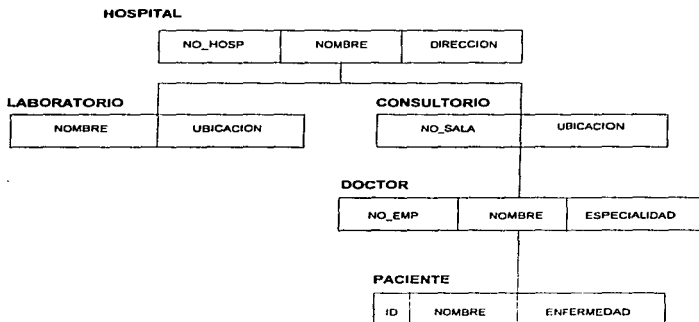 HOSPITAL
NO_HOSP NOMBRE DIRECCION
LABORATORIO
NOMBRE UBICACION
CONSULTORIO
NO_SALA UBICACION
DOCTOR
NO_EMP NOMBRE ESPECIALIDAD
PACIENTE
ID NOMBRE ENFERMEDAD